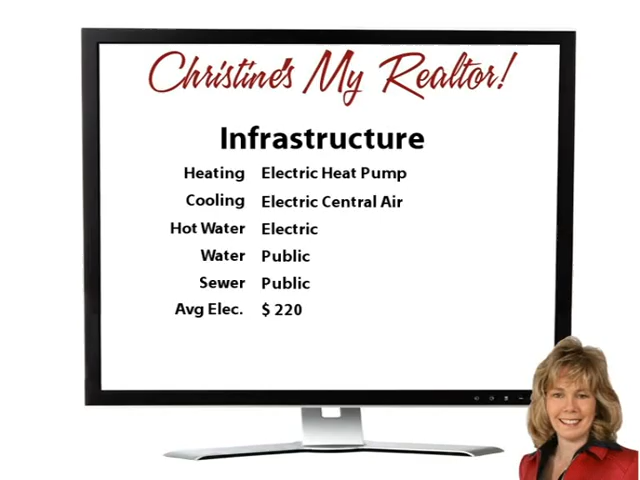 Christine's My Realtor!
Infrastructure
Heating Electric Heat Pump
Cooling Electric Central Air
Hot Water Electric
Water Public
Sewer Public
Avg Elec. $ 220